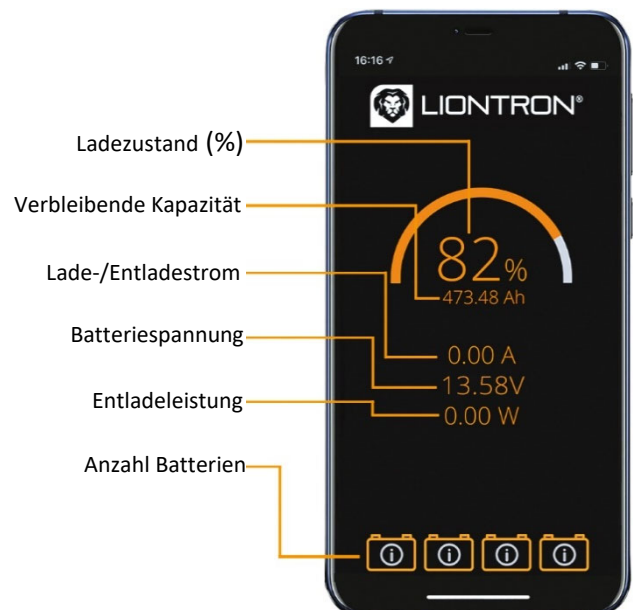 16:16
LIONTRON®
Ladezustand (%)
Verbleibende Kapazität
82%
Lade-/Entladestrom
473.48 Ah
Batteriespannung
0.00 A
13.58V
Entladeleistung
0.00 W
Anzahl Batterien
i i i i